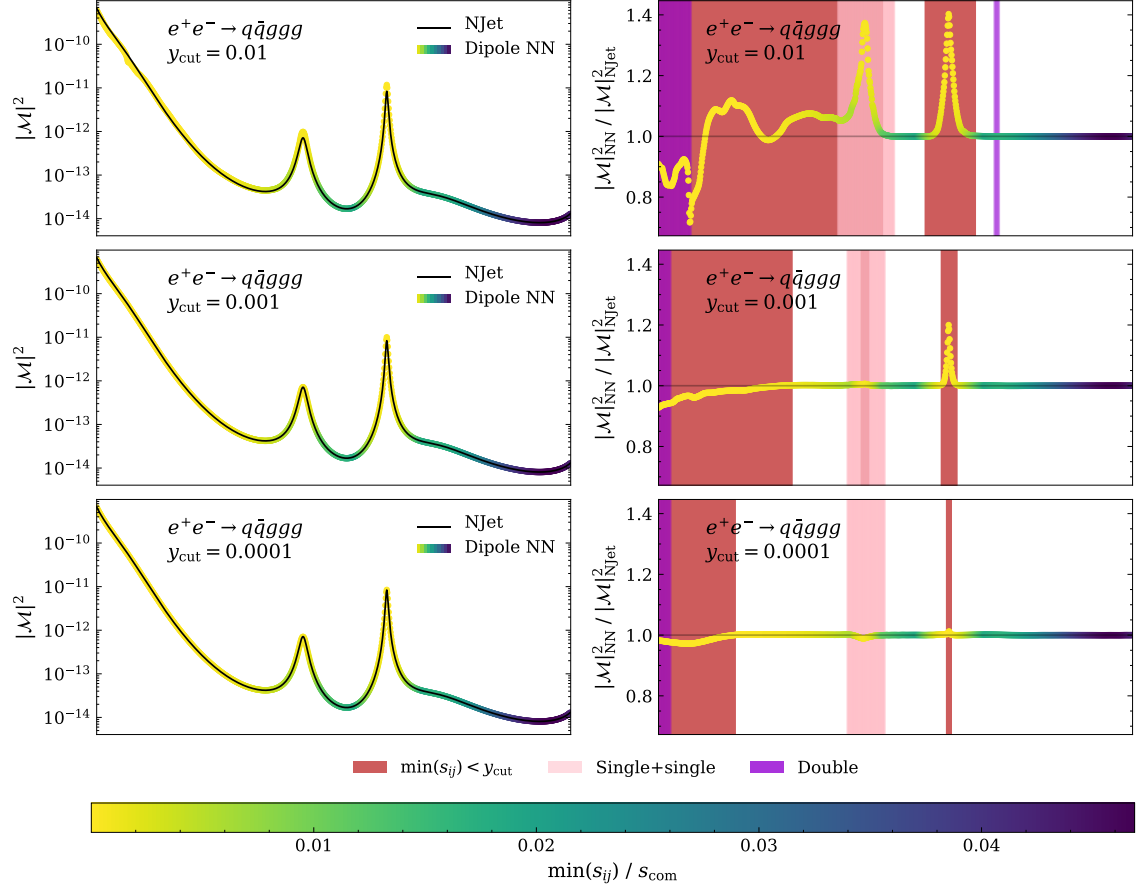 e⁺e⁻ → qq̄ggg
y_cut = 0.01
NJet
Dipole NN
|ℳ|²
10⁻¹⁰
10⁻¹¹
10⁻¹²
10⁻¹³
10⁻¹⁴
e⁺e⁻ → qq̄ggg
y_cut = 0.01
|ℳ|²_NN / |ℳ|²_NJet
1.4
1.2
1.0
0.8
e⁺e⁻ → qq̄ggg
y_cut = 0.001
NJet
Dipole NN
|ℳ|²
10⁻¹⁰
10⁻¹¹
10⁻¹²
10⁻¹³
10⁻¹⁴
e⁺e⁻ → qq̄ggg
y_cut = 0.001
|ℳ|²_NN / |ℳ|²_NJet
1.4
1.2
1.0
0.8
e⁺e⁻ → qq̄ggg
y_cut = 0.0001
NJet
Dipole NN
|ℳ|²
10⁻¹⁰
10⁻¹¹
10⁻¹²
10⁻¹³
10⁻¹⁴
e⁺e⁻ → qq̄ggg
y_cut = 0.0001
|ℳ|²_NN / |ℳ|²_NJet
1.4
1.2
1.0
0.8
min(s_ij) < y_cut
Single+single
Double
0.01 0.02 0.03 0.04
min(s_ij) / s_com